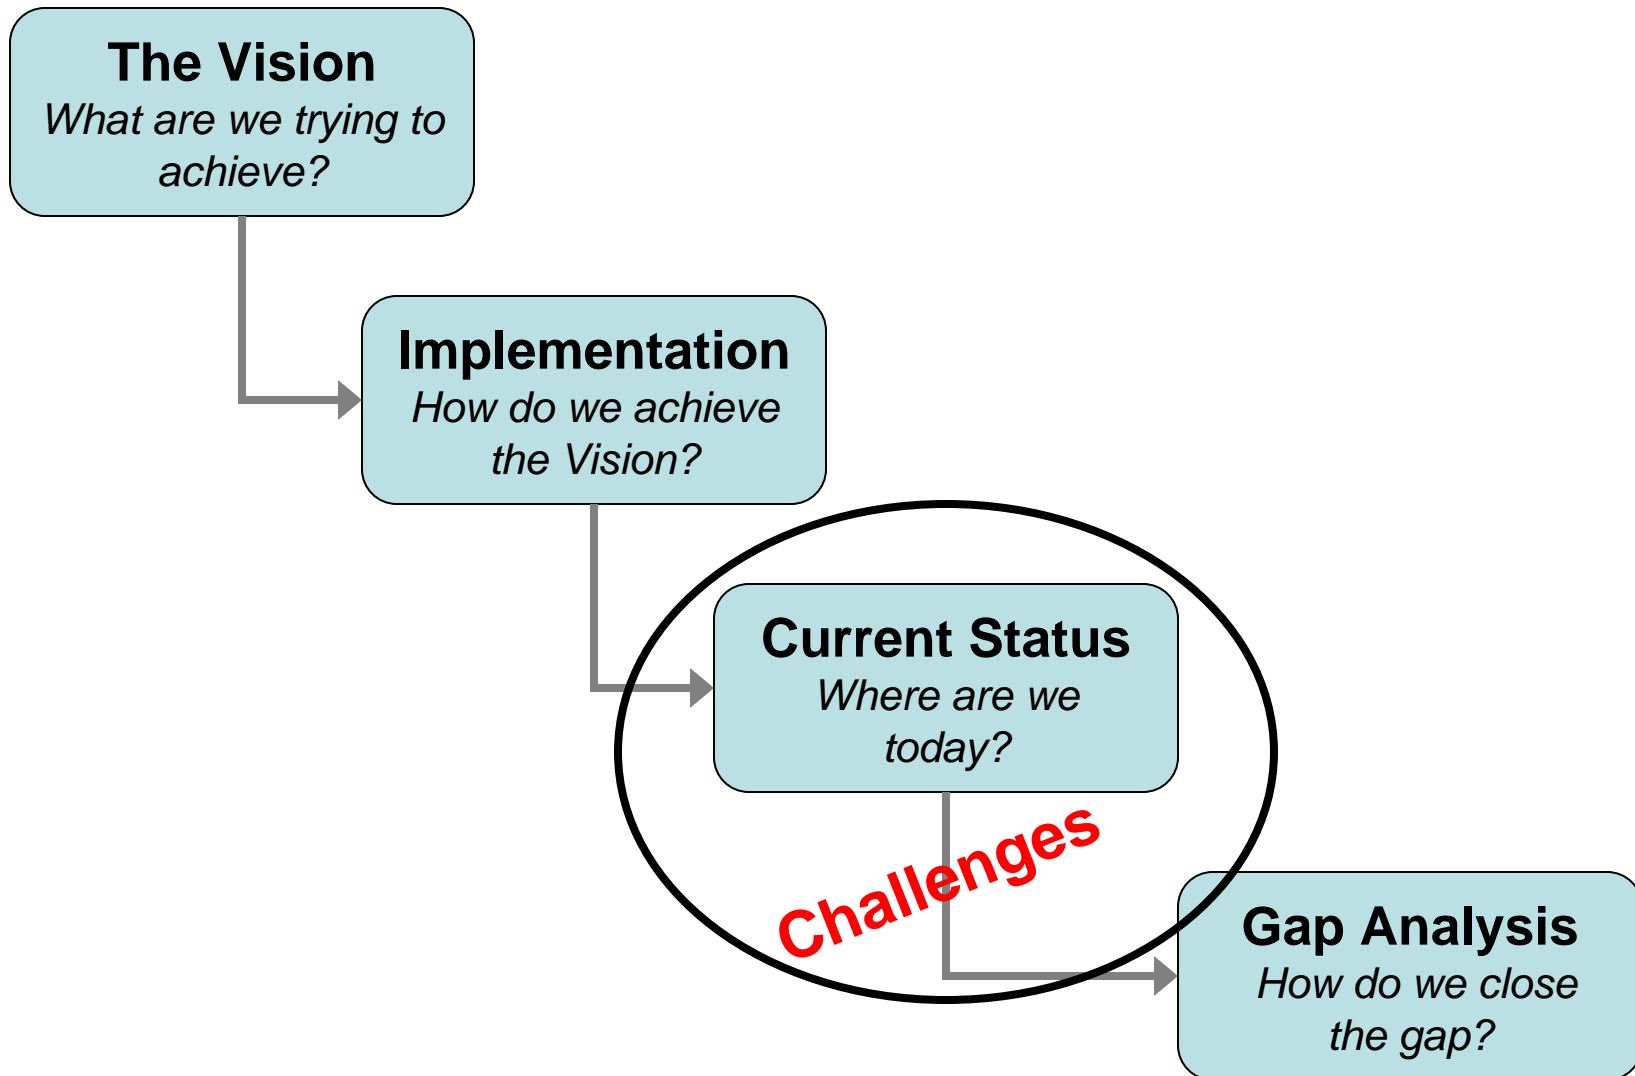 The Vision
What are we trying to
achieve?
Implementation
How do we achieve
the Vision?
Current Status
Where are we
today?
Challenges
Gap Analysis
How do we close
the gap?